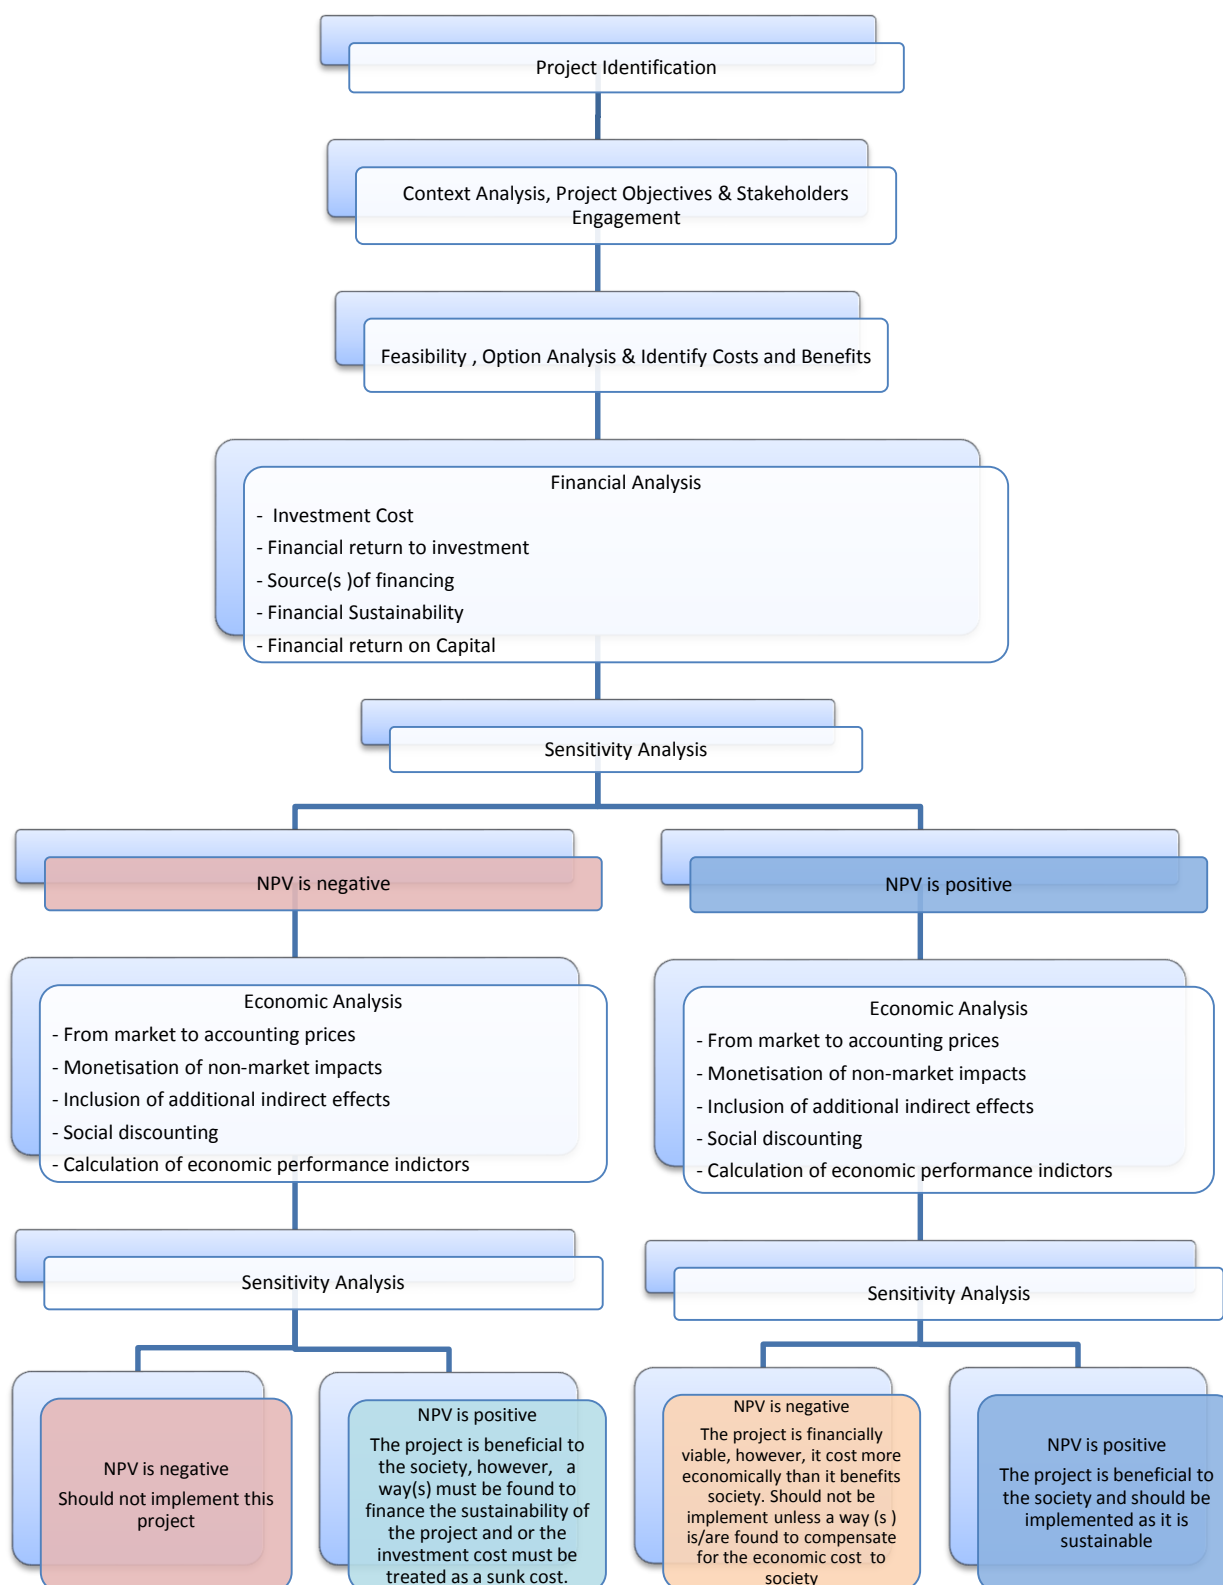 Project Identification
Context Analysis, Project Objectives & Stakeholders
Engagement
Feasibility , Option Analysis & Identify Costs and Benefits
Financial Analysis
- Investment Cost
- Financial return to investment
- Source(s )of financing
- Financial Sustainability
- Financial return on Capital
Sensitivity Analysis
NPV is negative
Economic Analysis
- From market to accounting prices
- Monetisation of non-market impacts
- Inclusion of additional indirect effects
- Social discounting
- Calculation of economic performance indictors
Sensitivity Analysis
NPV is negative
Should not implement this
project
NPV is positive
The project is beneficial to
the society, however, a
way(s) must be found to
finance the sustainability of
the project and or the
investment cost must be
treated as a sunk cost.
NPV is positive
Economic Analysis
- From market to accounting prices
- Monetisation of non-market impacts
- Inclusion of additional indirect effects
- Social discounting
- Calculation of economic performance indictors
Sensitivity Analysis
NPV is negative
The project is financially
viable, however, it cost more
economically than it benefits
society. Should not be
implement unless a way (s )
is/are found to compensate
for the economic cost to
society
NPV is positive
The project is beneficial to
the society and should be
implemented as it is
sustainable